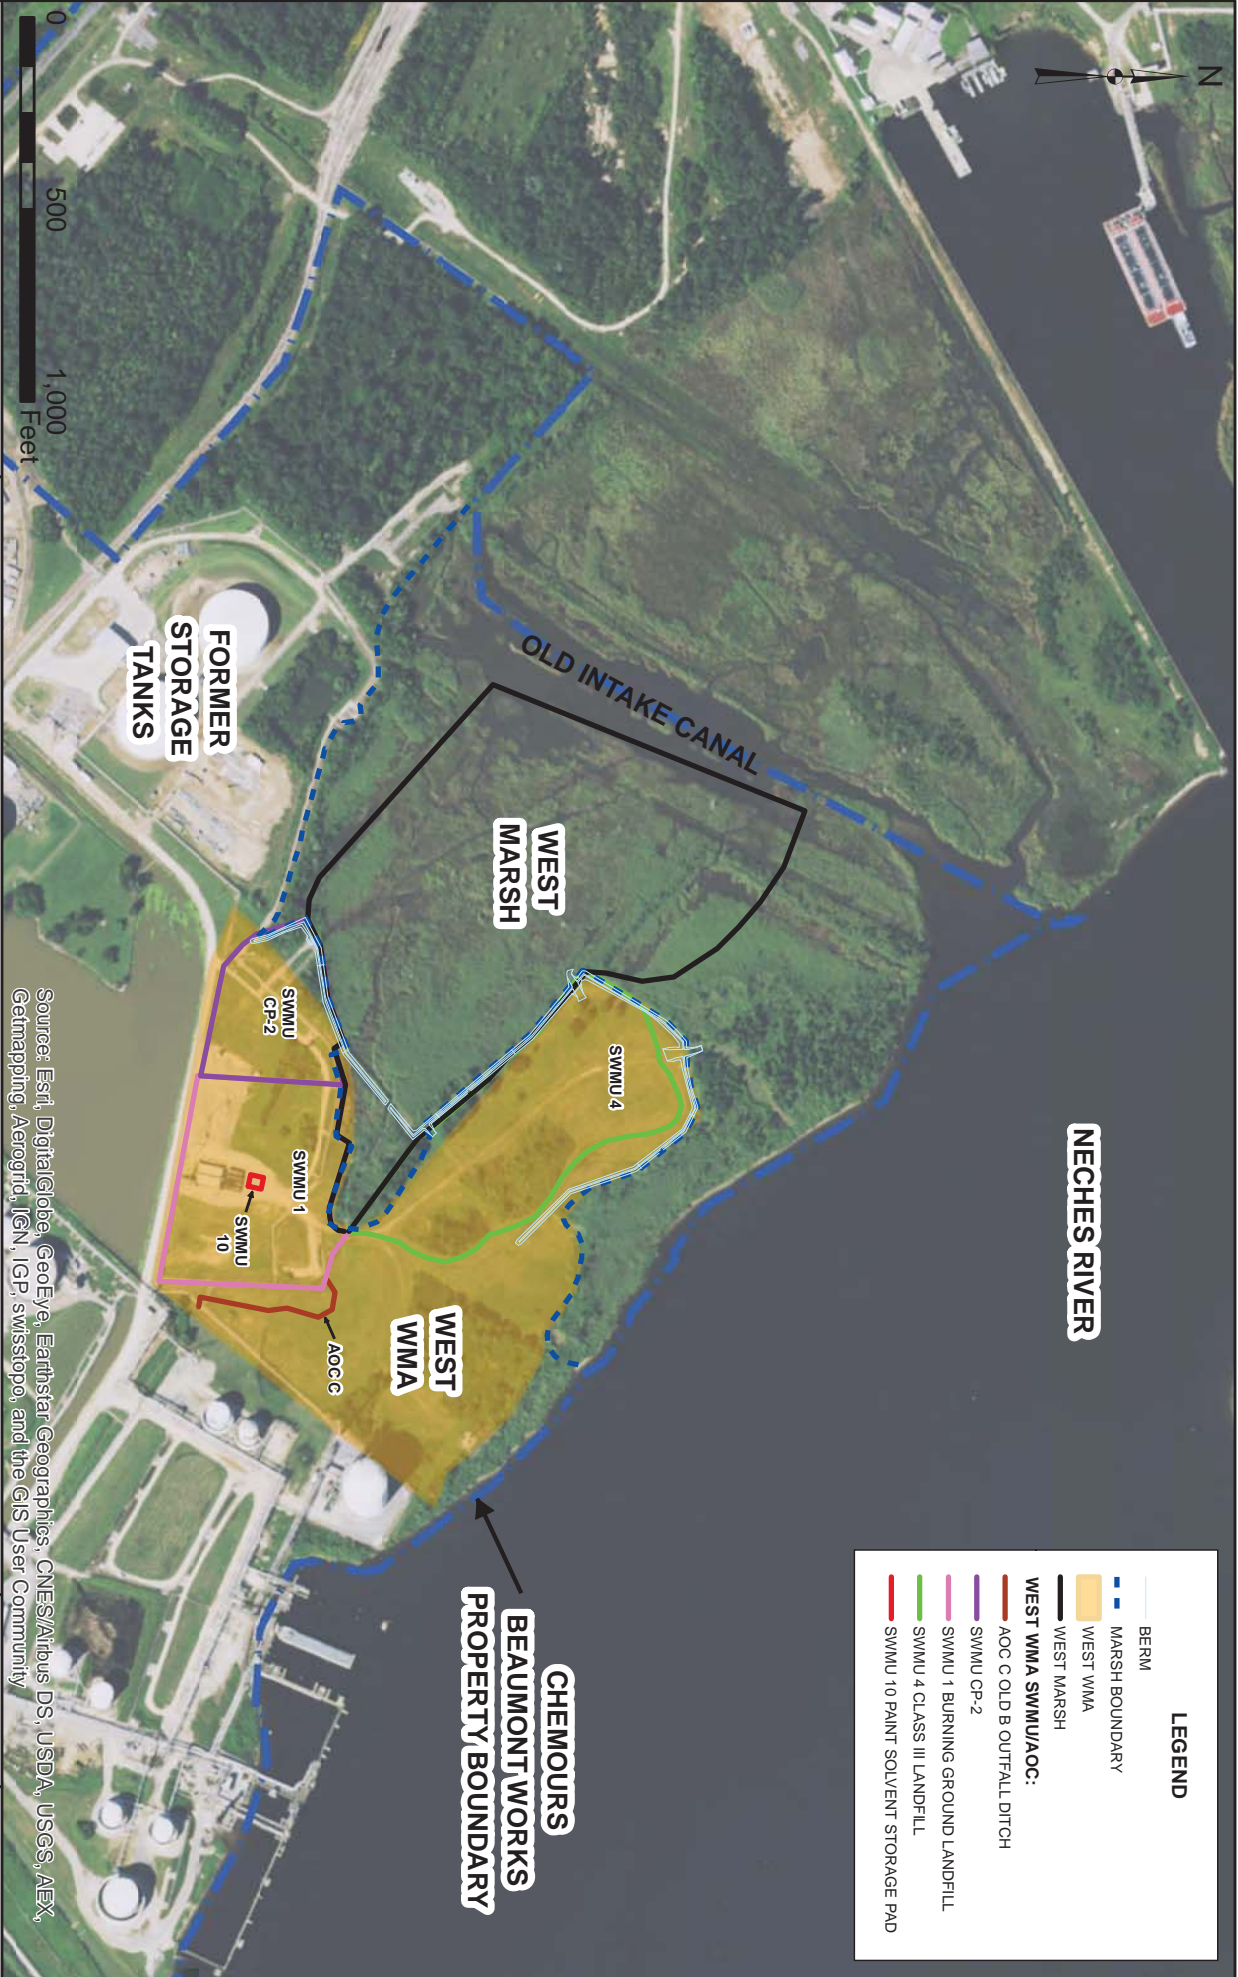 N
NECHES RIVER
LEGEND
BERM
MARSH BOUNDARY
WEST WMA
WEST MARSH
WEST WMA SWMU/AOC:
AOC C OLD B OUTFALL DITCH
SWMU CP-2
SWMU 1 BURNING GROUND LANDFILL
SWMU 4 CLASS III LANDFILL
SWMU 10 PAINT SOLVENT STORAGE PAD
OLD INTAKE CANAL
WEST
MARSH
SWMU 4
CHEMOURS
BEAUMONT WORKS
PROPERTY BOUNDARY
WEST
WMA
AOC C
SWMU
CP-2
SWMU 1
SWMU
10
FORMER
STORAGE
TANKS
0 500 1,000
Feet
Source: Esri, DigitalGlobe, GeoEye, Earthstar Geographics, CNES/Airbus DS, USDA, USGS, AEX,
Getmapping, Aerogrid, IGN, IGP, swisstopo, and the GIS User Community